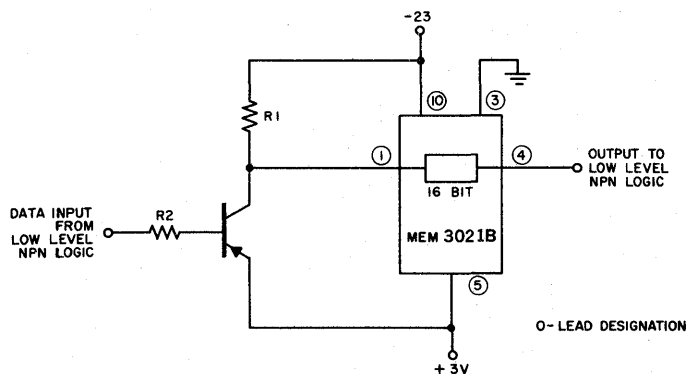 -23
R1
10
3
1
4
16 BIT
OUTPUT TO
LOW LEVEL
NPN LOGIC
DATA INPUT
FROM
LOW LEVEL
NPN LOGIC
R2
MEM 3021B
5
O-LEAD DESIGNATION
+ 3V